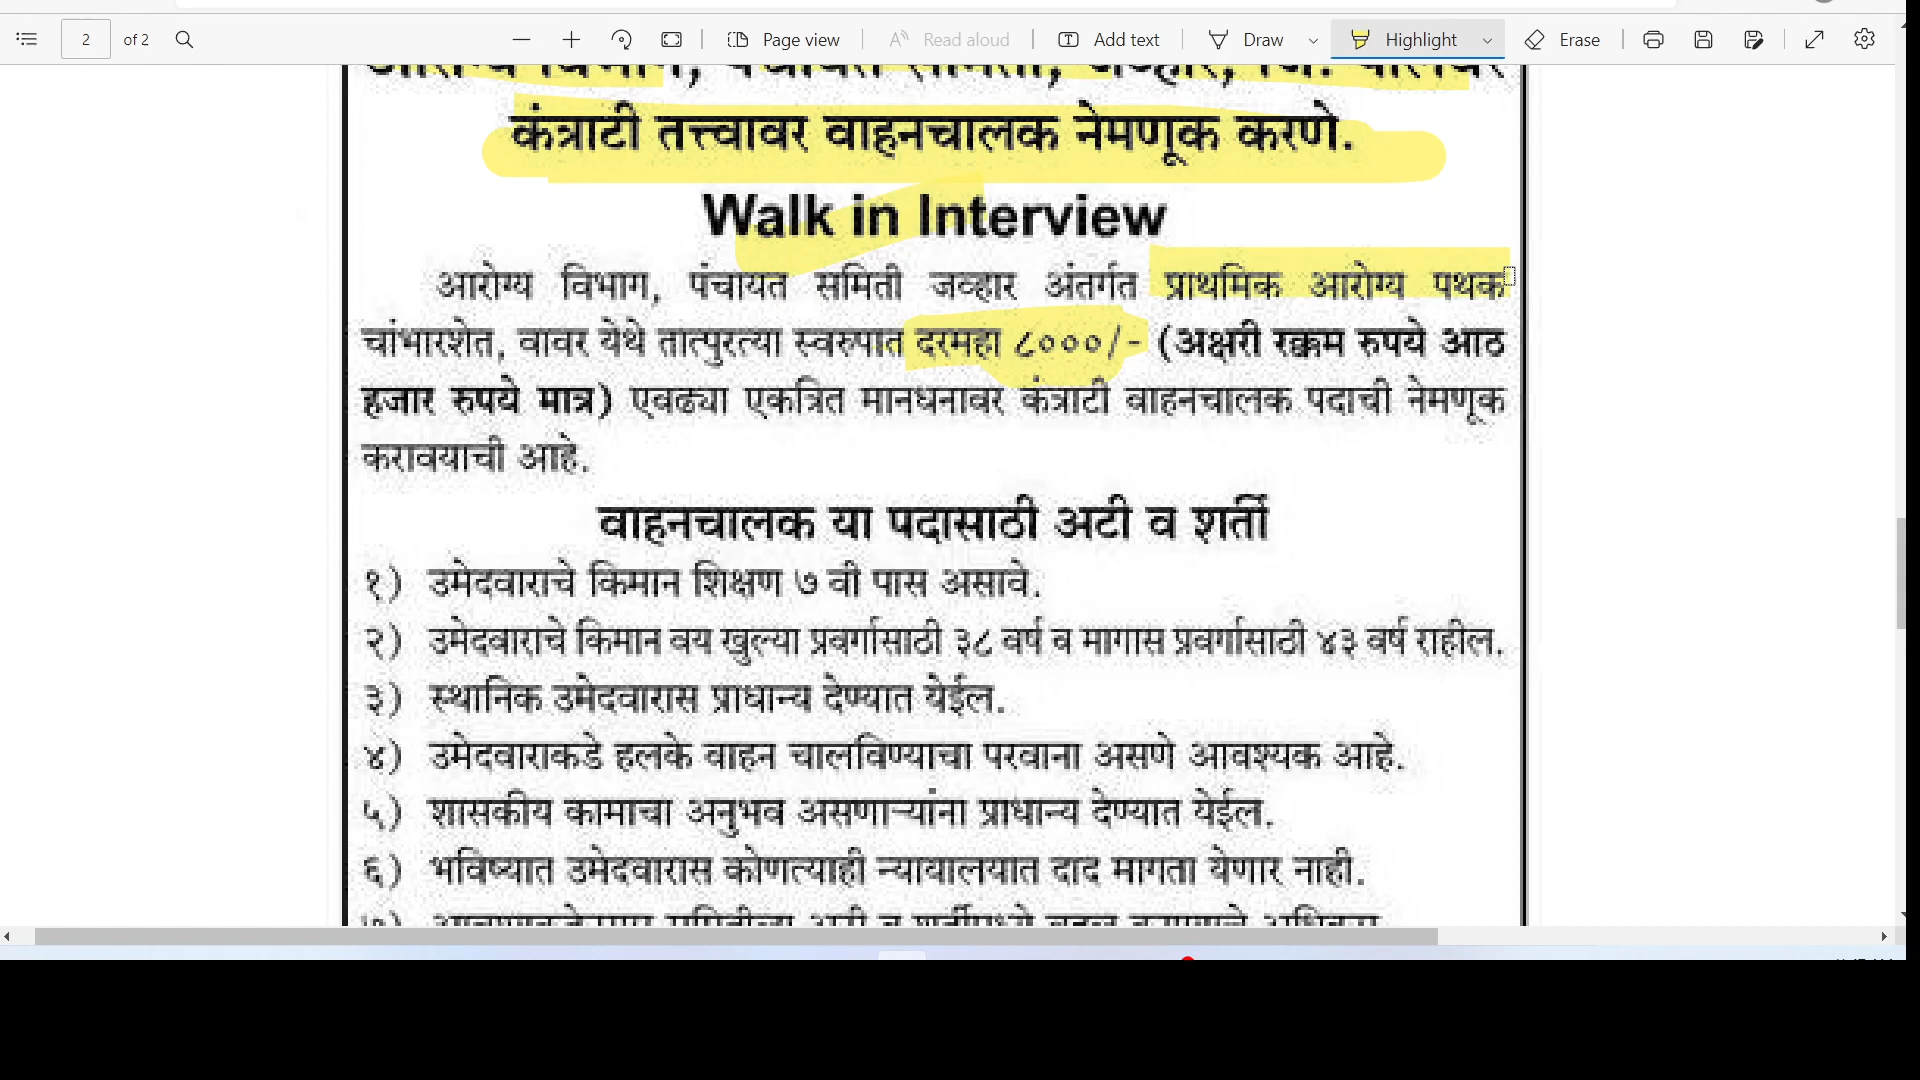 2 of 2 Page view Read aloud Add text Draw Highlight Erase
आरोग्य विभाग, पंचायत समिती, जव्हार, जि. पालघर
कंत्राटी तत्त्वावर वाहनचालक नेमणूक करणे.
Walk in Interview
आरोग्य विभाग, पंचायत समिती जव्हार अंतर्गत प्राथमिक आरोग्य पथक
चांभारशेत, वावर येथे तात्पुरत्या स्वरुपात दरमहा ८०००/- (अक्षरी रक्कम रुपये आठ
हजार रुपये मात्र) एवढ्या एकत्रित मानधनावर कंत्राटी वाहनचालक पदाची नेमणूक
करावयाची आहे.
वाहनचालक या पदासाठी अटी व शर्ती
१) उमेदवाराचे किमान शिक्षण ७ वी पास असावे.
२) उमेदवाराचे किमान वय खुल्या प्रवर्गासाठी ३८ वर्ष व मागास प्रवर्गासाठी ४३ वर्ष राहील.
३) स्थानिक उमेदवारास प्राधान्य देण्यात येईल.
४) उमेदवाराकडे हलके वाहन चालविण्याचा परवाना असणे आवश्यक आहे.
५) शासकीय कामाचा अनुभव असणाऱ्यांना प्राधान्य देण्यात येईल.
६) भविष्यात उमेदवारास कोणत्याही न्यायालयात दाद मागता येणार नाही.